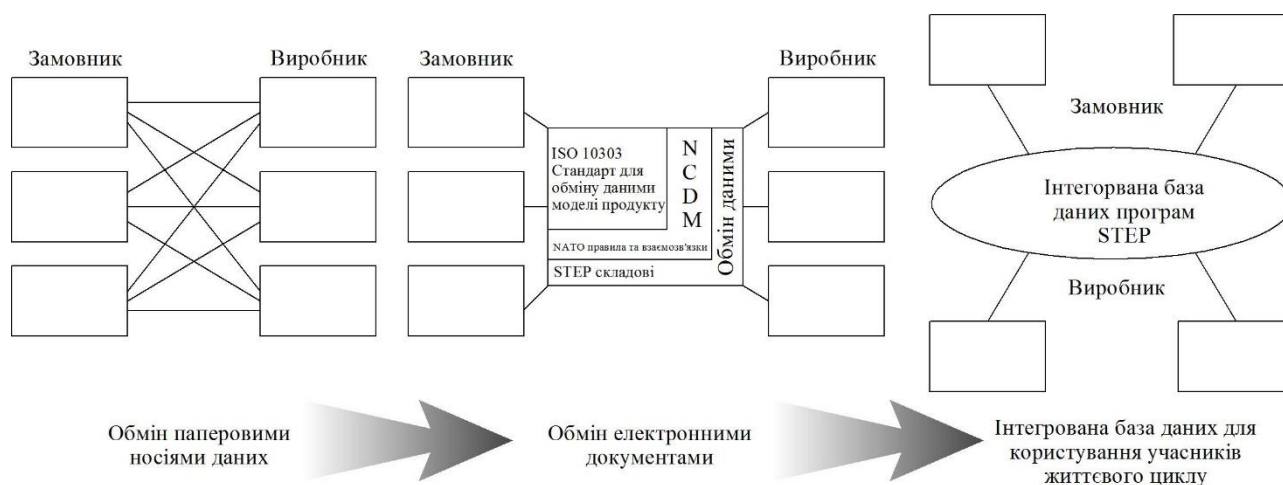 Замовник
Виробник
ISO 10303
Стандарт для
обміну даними
моделі продукту
NCDM
NATO правила та взаємозв'язки
STEP складові
Обмін даними
Замовник
Виробник
Замовник
Інтегорвана база
даних програм
STEP
Виробник
Обмін паперовими
носіями даних
Обмін електронними
документами
Інтегрована база даних для
користування учасників
життєвого циклу